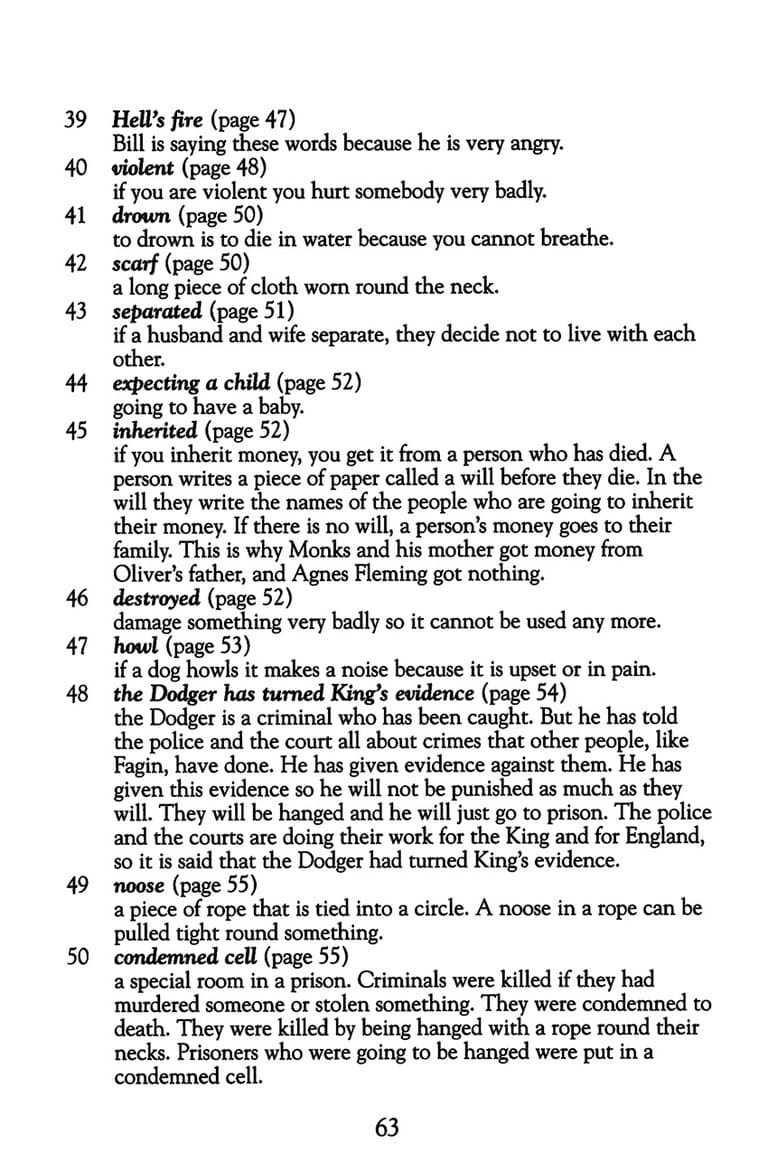 39 Hell's fire (page 47)
Bill is saying these words because he is very angry.
40 violent (page 48)
if you are violent you hurt somebody very badly.
41 drown (page 50)
to drown is to die in water because you cannot breathe.
42 scarf (page 50)
a long piece of cloth worn round the neck.
43 separated (page 51)
if a husband and wife separate, they decide not to live with each
other.
44 expecting a child (page 52)
going to have a baby.
45 inherited (page 52)
if you inherit money, you get it from a person who has died. A
person writes a piece of paper called a will before they die. In the
will they write the names of the people who are going to inherit
their money. If there is no will, a person's money goes to their
family. This is why Monks and his mother got money from
Oliver's father, and Agnes Fleming got nothing.
46 destroyed (page 52)
damage something very badly so it cannot be used any more.
47 howl (page 53)
if a dog howls it makes a noise because it is upset or in pain.
48 the Dodger has turned King's evidence (page 54)
the Dodger is a criminal who has been caught. But he has told
the police and the court all about crimes that other people, like
Fagin, have done. He has given evidence against them. He has
given this evidence so he will not be punished as much as they
will. They will be hanged and he will just go to prison. The police
and the courts are doing their work for the King and for England,
so it is said that the Dodger had turned King's evidence.
49 noose (page 55)
a piece of rope that is tied into a circle. A noose in a rope can be
pulled tight round something.
50 condemned cell (page 55)
a special room in a prison. Criminals were killed if they had
murdered someone or stolen something. They were condemned to
death. They were killed by being hanged with a rope round their
necks. Prisoners who were going to be hanged were put in a
condemned cell.
63